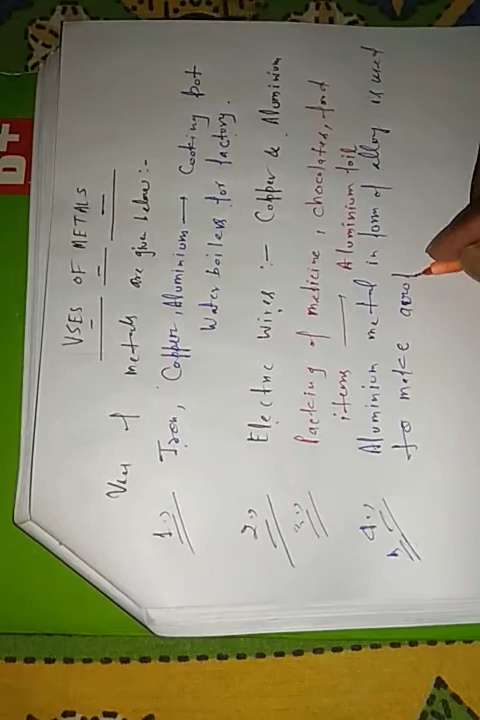 USES OF METALS
Uses of metals are given below :-
1.) Iron, Copper, Aluminium → Cooking pot
Water boilers for factory.
2.) Electric wires :- Copper & Aluminium
3.) Packing of medicine, chocolates, food
items → Aluminium foil
4.) Aluminium metal in form of alloy is used
to make aerol
B+